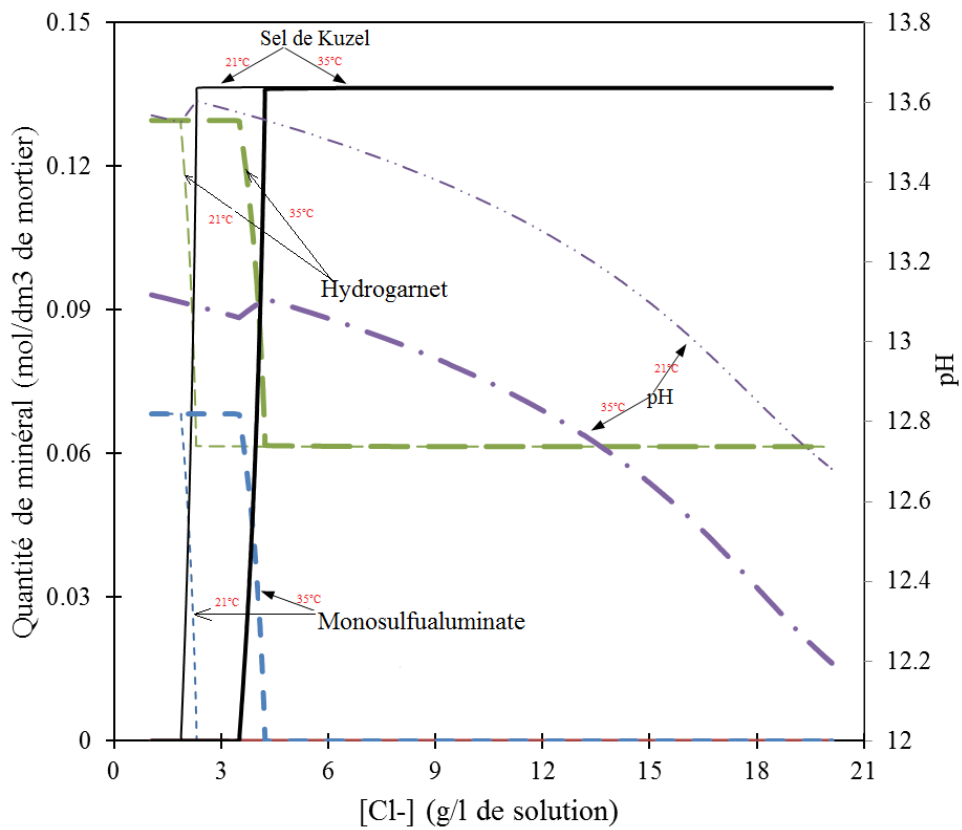 0.15
0.12
0.09
0.06
0.03
0
Quantité de minéral (mol/dm3 de mortier)
13.8
13.6
13.4
13.2
13
12.8
12.6
12.4
12.2
12
pH
Sel de Kuzel
21°C 35°C
21°C 35°C
Hydrogarnet
21°C
35°C pH
21°C 35°C
Monosulfualuminate
0 3 6 9 12 15 18 21
[Cl-] (g/l de solution)